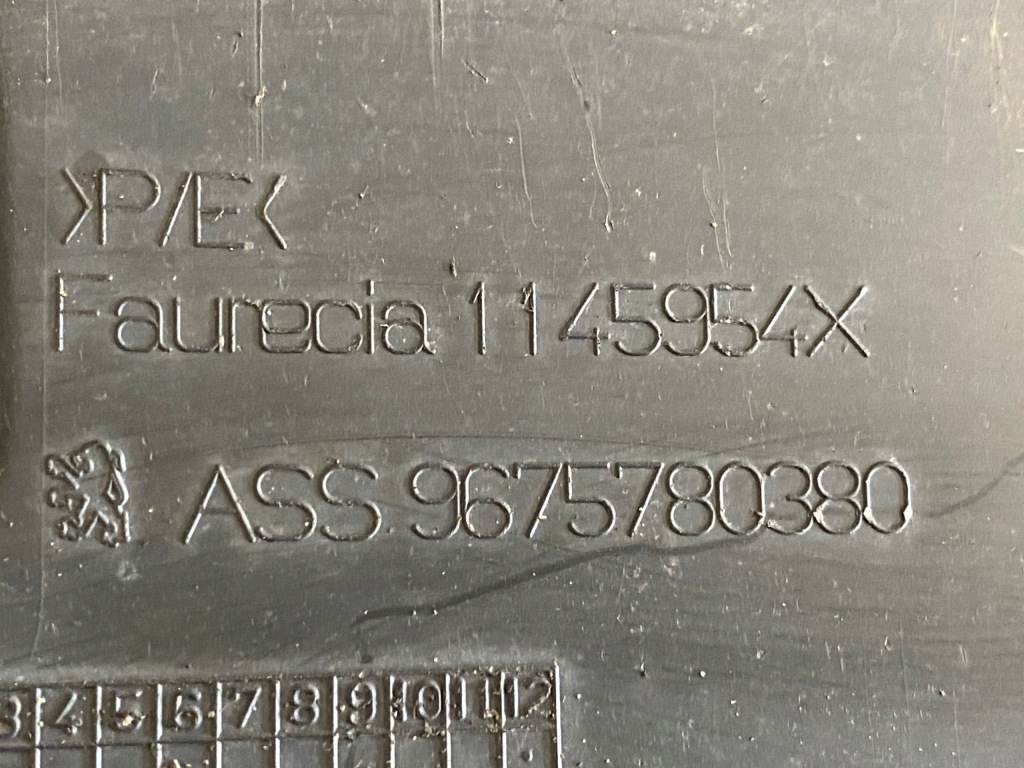 >P/E<
Faurecia 1145954X
ASS. 9675780380
3 4 5 6 7 8 9 10 11 12